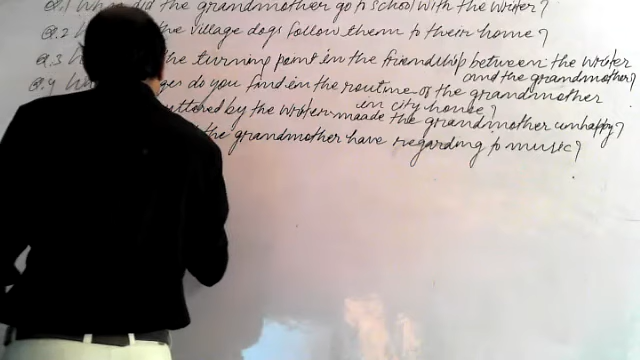 Q.1 Why did the grandmother go to school with the writer?
Q.2 the village dogs follow them to their home?
Q.3 the turning point in the friendship between the writer
and the grandmother?
Q.4 do you find in the routine of the grandmother
in city house?
uttered by the writer maade the grandmother unhappy?
the grandmother have regarding to music?